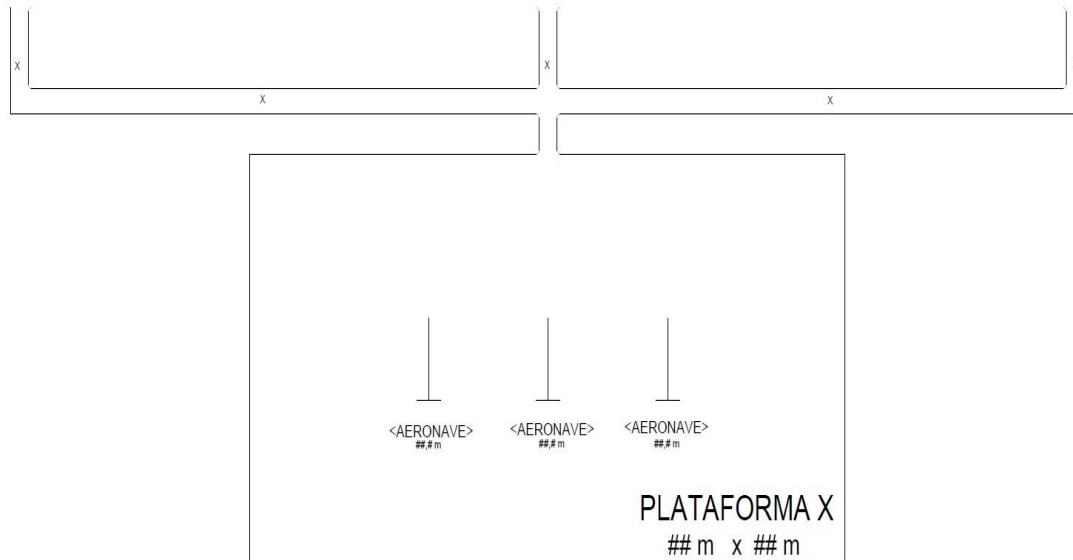 X
X
X
X
<AERONAVE>
##,# m
<AERONAVE>
##,# m
<AERONAVE>
##,# m
PLATAFORMA X
## m x ## m